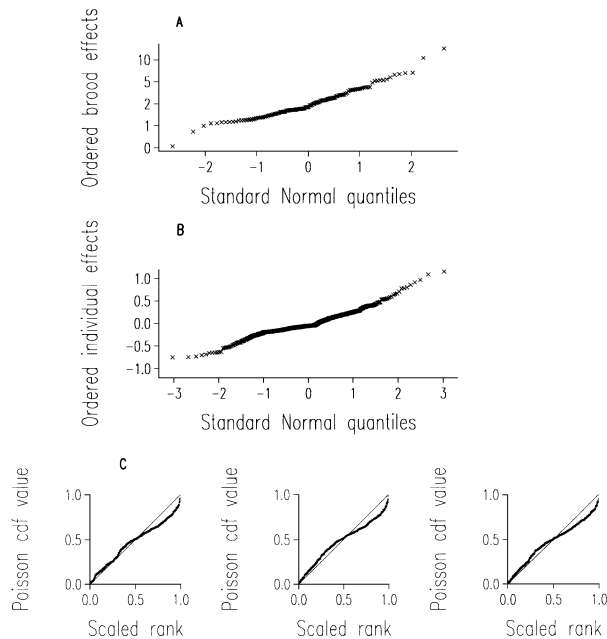 A
Ordered brood effects
10
5
2
1
0
-2 -1 0 1 2
Standard Normal quantiles
B
Ordered individual effects
1.0
0.5
0.0
-0.5
-1.0
-3 -2 -1 0 1 2 3
Standard Normal quantiles
C
Poisson cdf value
1.0
0.5
0.0
0.0 0.5 1.0
Scaled rank
Poisson cdf value
1.0
0.5
0.0
0.0 0.5 1.0
Scaled rank
Poisson cdf value
1.0
0.5
0.0
0.0 0.5 1.0
Scaled rank